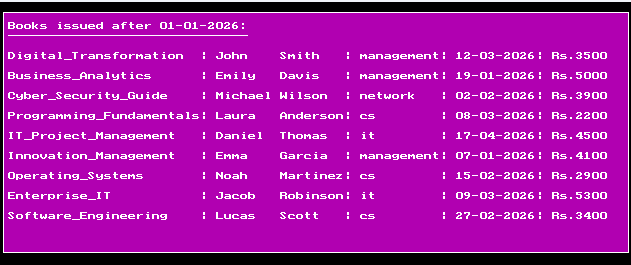 Books issued after 01-01-2026:
Digital_Transformation ¦ John Smith ¦ management¦ 12-03-2026¦ Rs.3500
Business_Analytics ¦ Emily Davis ¦ management¦ 19-01-2026¦ Rs.5000
Cyber_Security_Guide ¦ Michael Wilson ¦ network ¦ 02-02-2026¦ Rs.3900
Programming_Fundamentals¦ Laura Anderson¦ cs ¦ 08-03-2026¦ Rs.2200
IT_Project_Management ¦ Daniel Thomas ¦ it ¦ 17-04-2026¦ Rs.4500
Innovation_Management ¦ Emma Garcia ¦ management¦ 07-01-2026¦ Rs.4100
Operating_Systems ¦ Noah Martinez¦ cs ¦ 15-02-2026¦ Rs.2900
Enterprise_IT ¦ Jacob Robinson¦ it ¦ 09-03-2026¦ Rs.5300
Software_Engineering ¦ Lucas Scott ¦ cs ¦ 27-02-2026¦ Rs.3400